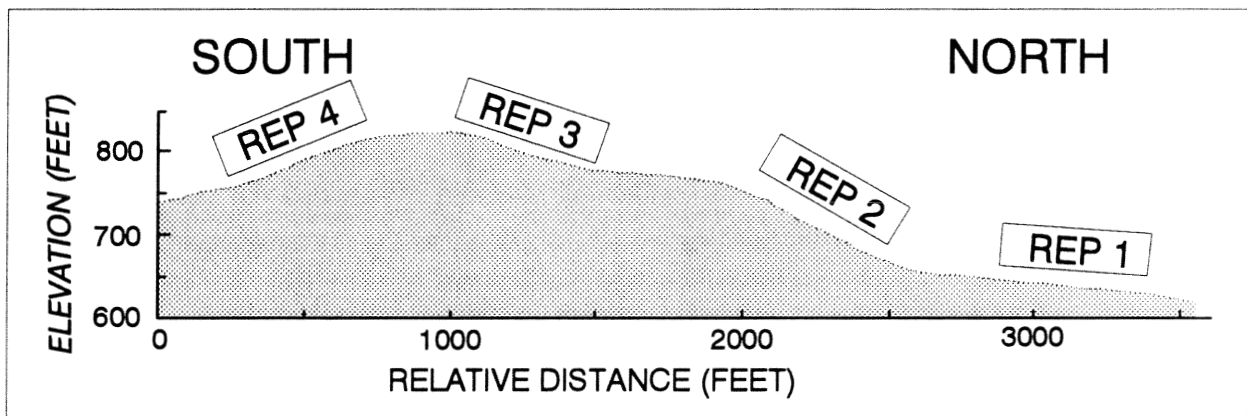 SOUTH
NORTH
REP 4
REP 3
REP 2
REP 1
ELEVATION (FEET)
800
700
600
0
1000
2000
3000
RELATIVE DISTANCE (FEET)